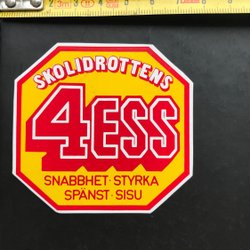 SKOLIDROTTENS
4ESS
SNABBHET·STYRKA
SPÄNST·SISU